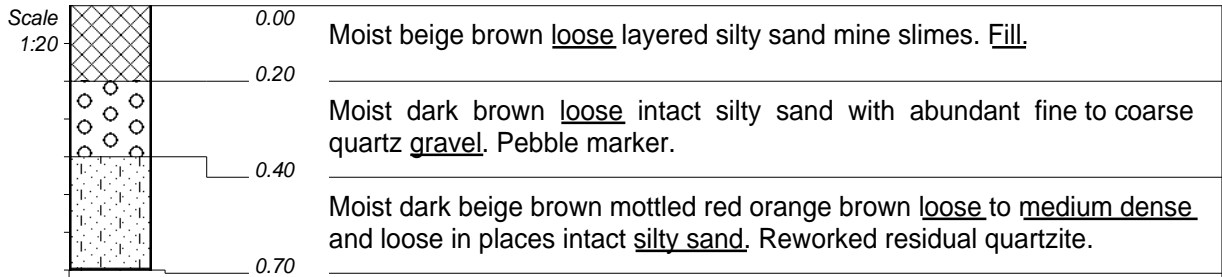 Scale
1:20
0.00
Moist beige brown loose layered silty sand mine slimes. Fill.
0.20
Moist dark brown loose intact silty sand with abundant fine to coarse
quartz gravel. Pebble marker.
0.40
Moist dark beige brown mottled red orange brown loose to medium dense
and loose in places intact silty sand. Reworked residual quartzite.
0.70